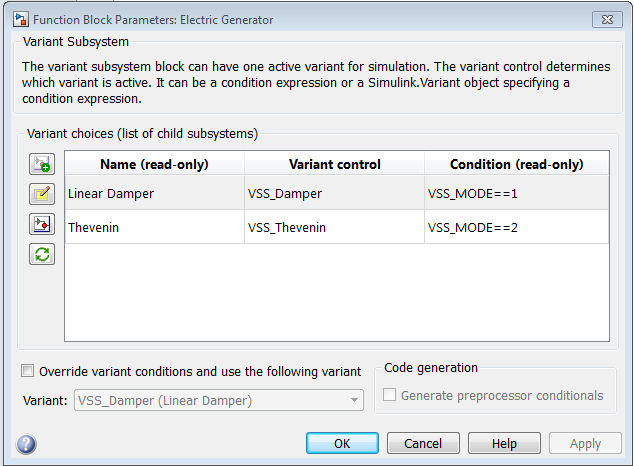 Function Block Parameters: Electric Generator
Variant Subsystem
The variant subsystem block can have one active variant for simulation. The variant control determines
which variant is active. It can be a condition expression or a Simulink.Variant object specifying a
condition expression.
Variant choices (list of child subsystems)
Name (read-only) Variant control Condition (read-only)
Linear Damper VSS_Damper VSS_MODE==1
Thevenin VSS_Thevenin VSS_MODE==2
Override variant conditions and use the following variant
Variant: VSS_Damper (Linear Damper)
Code generation
Generate preprocessor conditionals
? OK Cancel Help Apply